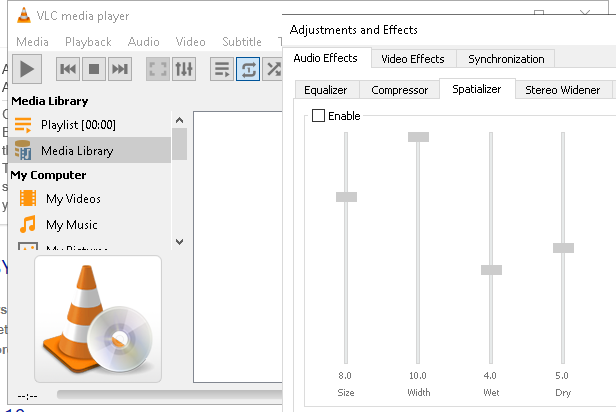 VLC media player
Media Playback Audio Video Subtitle
Media Library
Playlist [00:00]
Media Library
My Computer
My Videos
My Music
My Pictures
--:--
Adjustments and Effects
Audio Effects Video Effects Synchronization
Equalizer Compressor Spatializer Stereo Widener
Enable
8.0 10.0 4.0 5.0
Size Width Wet Dry